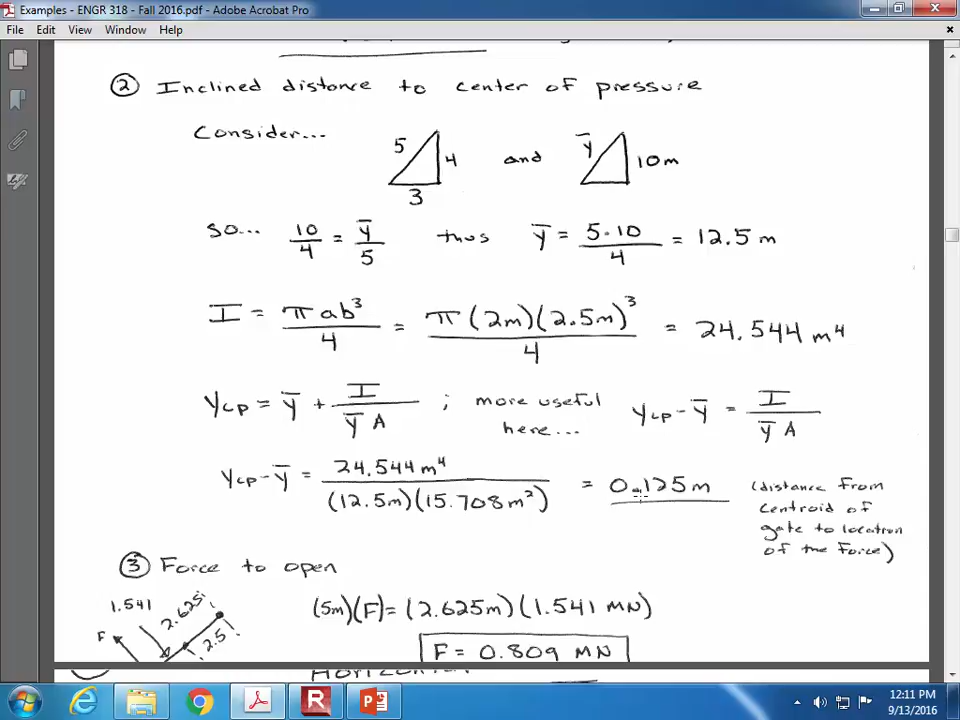 Examples - ENGR 318 - Fall 2016.pdf - Adobe Acrobat Pro
File Edit View Window Help
② Inclined distance to center of pressure
Consider...
5 4 3 and y̅ 10m
so... 10/4 = y̅/5 thus y̅ = 5·10/4 = 12.5 m
I = πab³/4 = π(2m)(2.5m)³/4 = 24.544 m⁴
ycp = y̅ + I/y̅A ; more useful here... ycp - y̅ = I/y̅A
ycp - y̅ = 24.544m⁴/(12.5m)(15.708m²) = 0.125m
(distance from
centroid of
gate to location
of the force)
③ Force to open
1.541 2.625 2.5 F
(5m)(F) = (2.625m)(1.541 MN)
F = 0.809 MN
Horizontal
12:11 PM
9/13/2016